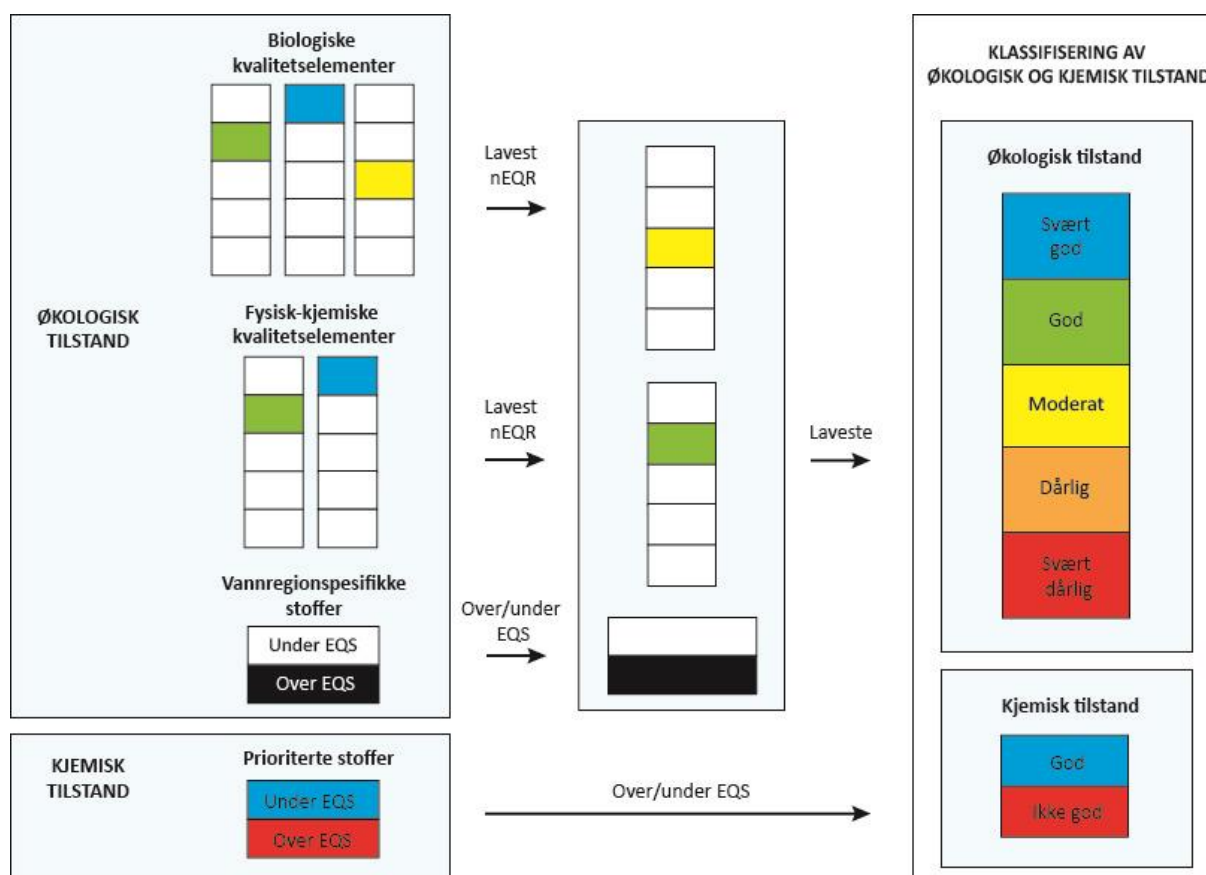 Biologiske
kvalitetselementer
Lavest
nEQR
ØKOLOGISK
TILSTAND
Fysisk-kjemiske
kvalitetselementer
Lavest
nEQR
Vannregionspesifikke
stoffer
Under EQS
Over EQS
Over/under
EQS
Laveste
KJEMISK
TILSTAND
Prioriterte stoffer
Under EQS
Over EQS
Over/under EQS
KLASSIFISERING AV
ØKOLOGISK OG KJEMISK TILSTAND
Økologisk tilstand
Svært
god
God
Moderat
Dårlig
Svært
dårlig
Kjemisk tilstand
God
Ikke god